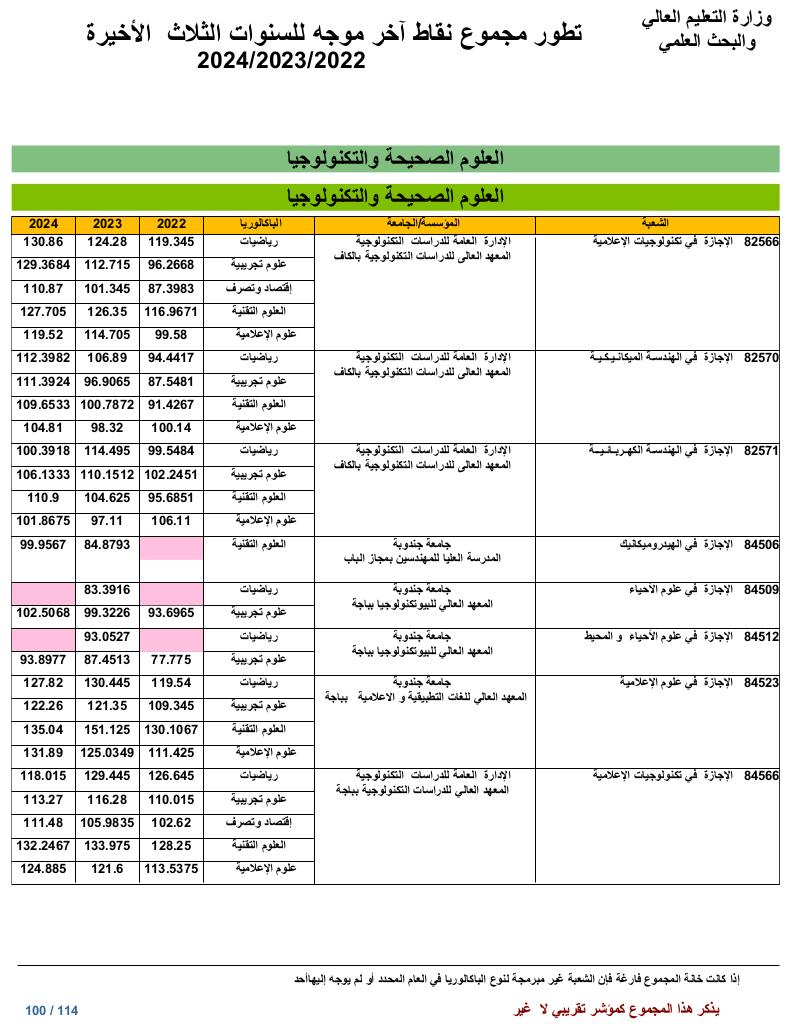 وزارة التعليم العالي
والبحث العلمي
تطور مجموع نقاط آخر موجه للسنوات الثلاث الأخيرة
2024/2023/2022
العلوم الصحيحة والتكنولوجيا
العلوم الصحيحة والتكنولوجيا
الشعبة المؤسسة/الجامعة الباكالوريا 2022 2023 2024
82566 الإجازة في تكنولوجيات الإعلامية الإدارة العامة للدراسات التكنولوجية رياضيات 119.345 124.28 130.86
المعهد العالي للدراسات التكنولوجية بالكاف
علوم تجريبية 96.2668 112.715 129.3684
إقتصاد وتصرف 87.3983 101.345 110.87
العلوم التقنية 116.9671 126.35 127.705
علوم الإعلامية 99.58 114.705 119.52
82570 الإجازة في الهندسة الميكانيكية الإدارة العامة للدراسات التكنولوجية رياضيات 94.4417 106.89 112.3982
المعهد العالي للدراسات التكنولوجية بالكاف
علوم تجريبية 87.5481 96.9065 111.3924
العلوم التقنية 91.4267 100.7872 109.6533
علوم الإعلامية 100.14 98.32 104.81
82571 الإجازة في الهندسة الكهربائية الإدارة العامة للدراسات التكنولوجية رياضيات 99.5484 114.495 100.3918
المعهد العالي للدراسات التكنولوجية بالكاف
علوم تجريبية 102.2451 110.1512 106.1333
العلوم التقنية 95.6851 104.625 110.9
علوم الإعلامية 106.11 97.11 101.8675
84506 الإجازة في الهيدروميكانيك جامعة جندوبة العلوم التقنية 84.8793 99.9567
المدرسة العليا للمهندسين بمجاز الباب
84509 الإجازة في علوم الأحياء جامعة جندوبة رياضيات 83.3916
المعهد العالي للبيوتكنولوجيا بباجة
علوم تجريبية 93.6965 99.3226 102.5068
84512 الإجازة في علوم الأحياء و المحيط جامعة جندوبة رياضيات 93.0527
المعهد العالي للبيوتكنولوجيا بباجة
علوم تجريبية 77.775 87.4513 93.8977
84523 الإجازة في علوم الإعلامية جامعة جندوبة رياضيات 119.54 130.445 127.82
المعهد العالي للغات التطبيقية و الاعلامية بباجة
علوم تجريبية 109.345 121.35 122.26
العلوم التقنية 130.1067 151.125 135.04
علوم الإعلامية 111.425 125.0349 131.89
84566 الإجازة في تكنولوجيات الإعلامية الإدارة العامة للدراسات التكنولوجية رياضيات 126.645 129.445 118.015
المعهد العالي للدراسات التكنولوجية بباجة
علوم تجريبية 110.015 116.28 113.27
إقتصاد وتصرف 102.62 105.9835 111.48
العلوم التقنية 128.25 133.975 132.2467
علوم الإعلامية 113.5375 121.6 124.885
إذا كانت خانة المجموع فارغة فإن الشعبة غير مبرمجة لنوع الباكالوريا في العام المحدد أو لم يوجه إليهاأحد
يذكر هذا المجموع كمؤشر تقريبي لا غير
100 / 114